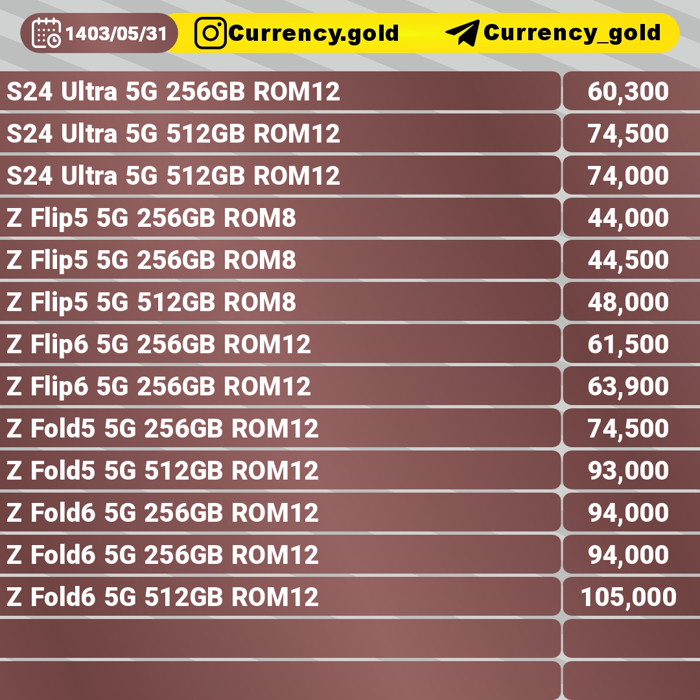 1403/05/31 Currency.gold Currency_gold
S24 Ultra 5G 256GB ROM12 60,300
S24 Ultra 5G 512GB ROM12 74,500
S24 Ultra 5G 512GB ROM12 74,000
Z Flip5 5G 256GB ROM8 44,000
Z Flip5 5G 256GB ROM8 44,500
Z Flip5 5G 512GB ROM8 48,000
Z Flip6 5G 256GB ROM12 61,500
Z Flip6 5G 256GB ROM12 63,900
Z Fold5 5G 256GB ROM12 74,500
Z Fold5 5G 512GB ROM12 93,000
Z Fold6 5G 256GB ROM12 94,000
Z Fold6 5G 256GB ROM12 94,000
Z Fold6 5G 512GB ROM12 105,000